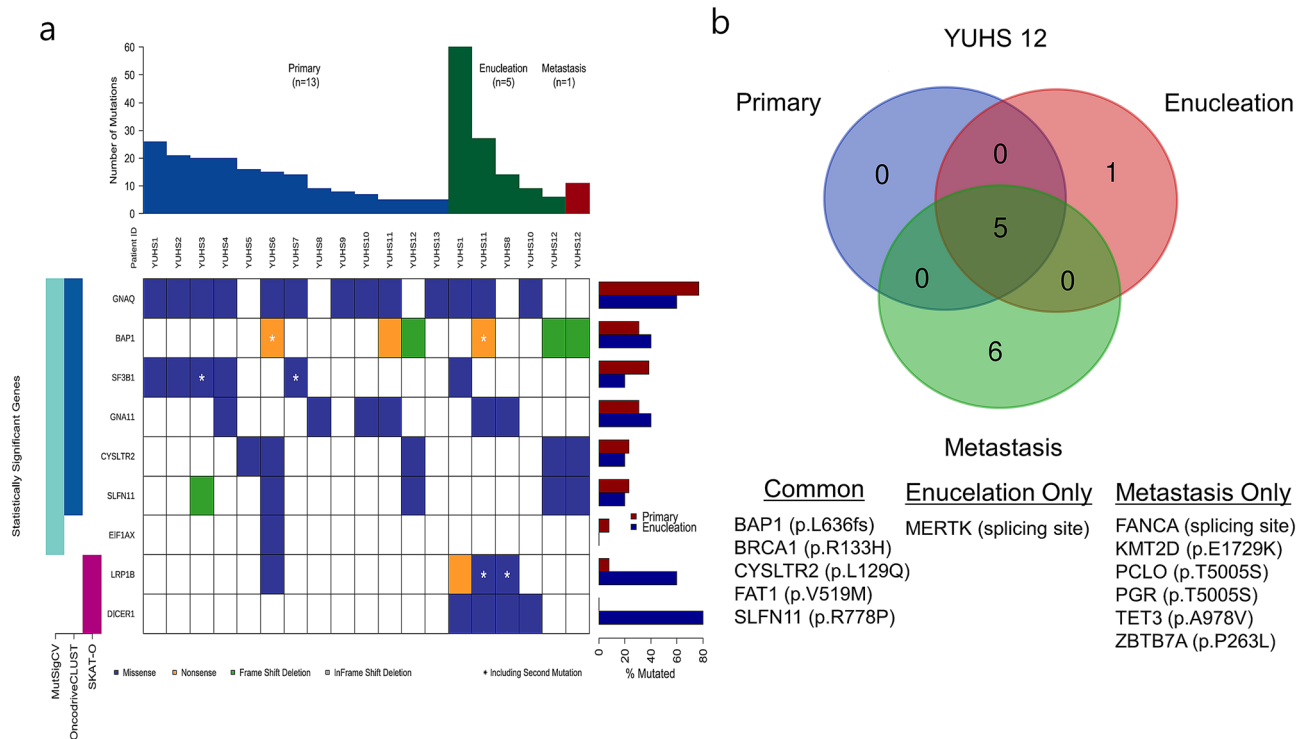 a
60
50
40
30
20
10
0
Number of Mutations
Primary
(n=13)
Enucleation
(n=5)
Metastasis
(n=1)
Patient ID
YUHS1
YUHS2
YUHS3
YUHS4
YUHS5
YUHS6
YUHS7
YUHS8
YUHS9
YUHS10
YUHS11
YUHS12
YUHS13
YUHS1
YUHS11
YUHS8
YUHS10
YUHS12
YUHS12
Statistically Significant Genes
GNAQ
BAP1
* *
SF3B1
* *
GNA11
CYSLTR2
SLFN11
EIF1AX
LRP1B
* *
DICER1
Primary
Enucleation
0
20
40
60
80
% Mutated
MutSigCV
OncodriveCLUST
SKAT-O
Missense
Nonsense
Frame Shift Deletion
InFrame Shift Deletion
* Including Second Mutation
b
YUHS 12
Primary
Enucleation
0
0
1
5
0
0
6
Metastasis
Common
BAP1 (p.L636fs)
BRCA1 (p.R133H)
CYSLTR2 (p.L129Q)
FAT1 (p.V519M)
SLFN11 (p.R778P)
Enucelation Only
MERTK (splicing site)
Metastasis Only
FANCA (splicing site)
KMT2D (p.E1729K)
PCLO (p.T5005S)
PGR (p.T5005S)
TET3 (p.A978V)
ZBTB7A (p.P263L)